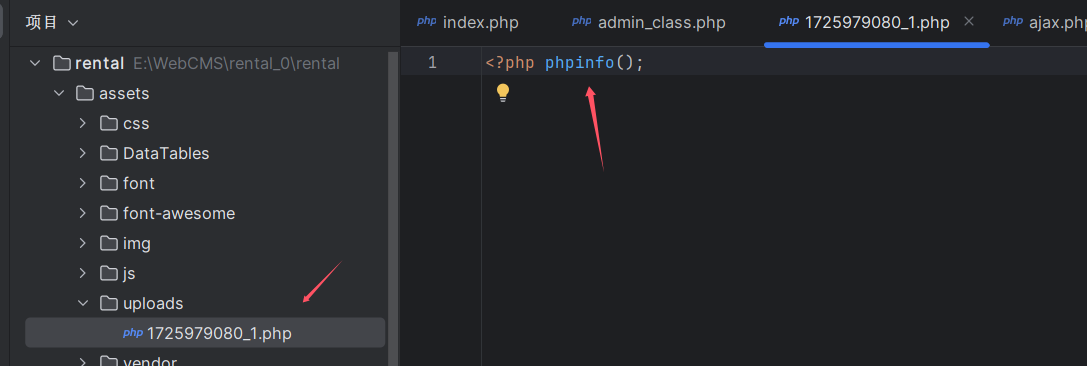 项目
rental E:\WebCMS\rental_0\rental
assets
css
DataTables
font
font-awesome
img
js
uploads
php 1725979080_1.php
vendor
php index.php php admin_class.php php 1725979080_1.php php ajax.php
1 <?php phpinfo();